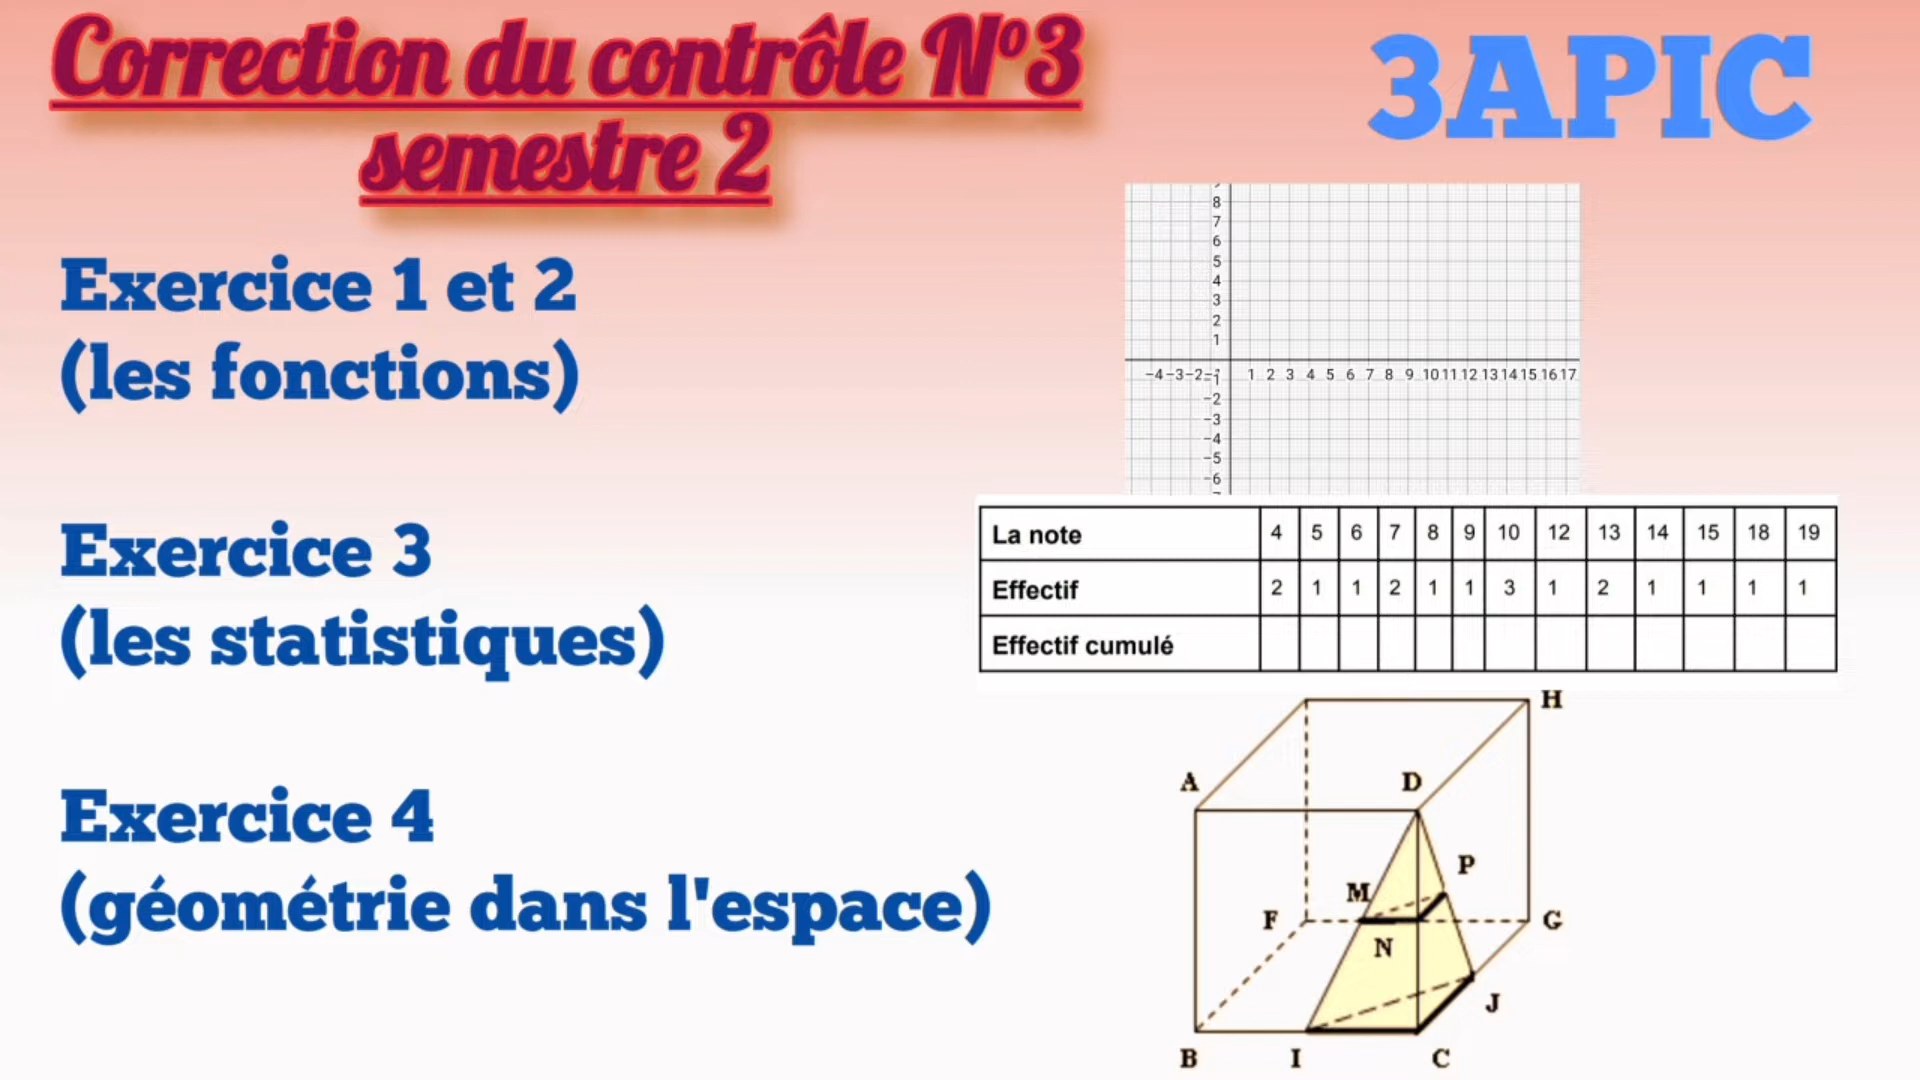 Correction du contrôle N°3
semestre 2
3APIC
Exercice 1 et 2
(les fonctions)
8
7
6
5
4
3
2
1
-4 -3 -2 -1 1 2 3 4 5 6 7 8 9 10 11 12 13 14 15 16 17
-1
-2
-3
-4
-5
-6
Exercice 3
(les statistiques)
La note 4 5 6 7 8 9 10 12 13 14 15 18 19
Effectif 2 1 1 2 1 1 3 1 2 1 1 1 1
Effectif cumulé
Exercice 4
(géométrie dans l'espace)
H
A D
P
M
F G
N
J
B I C